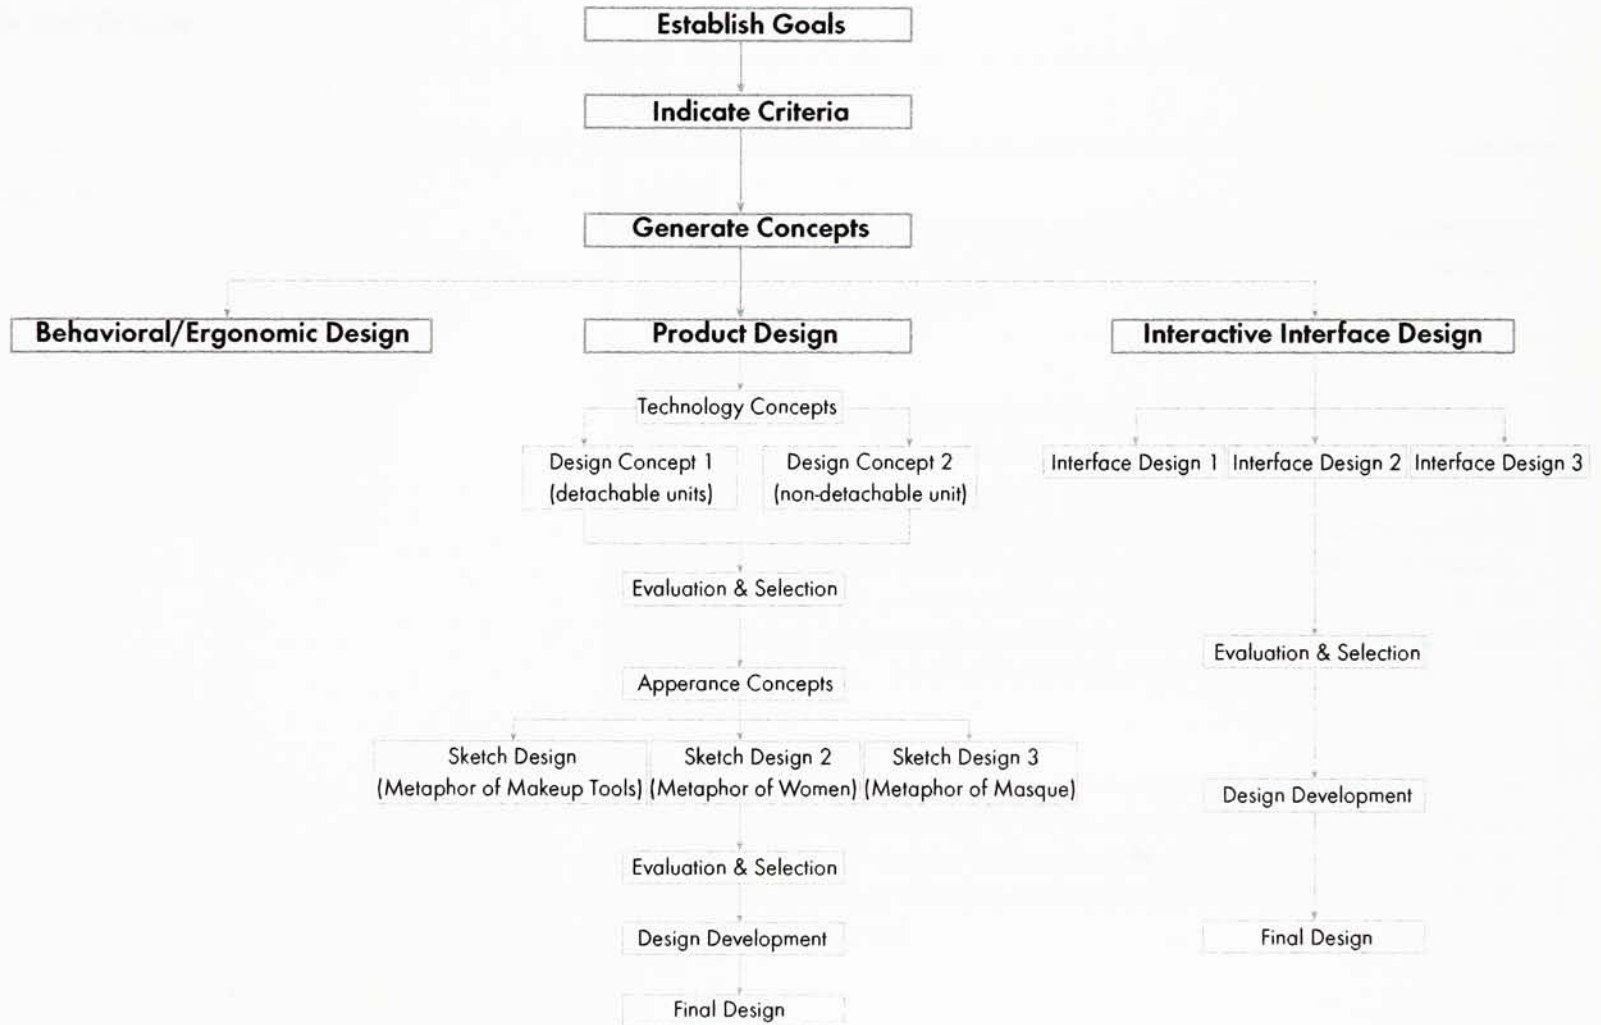 Establish Goals
Indicate Criteria
Generate Concepts
Behavioral/Ergonomic Design
Product Design
Interactive Interface Design
Technology Concepts
Design Concept 1
(detachable units)
Design Concept 2
(non-detachable unit)
Interface Design 1
Interface Design 2
Interface Design 3
Evaluation & Selection
Evaluation & Selection
Apperance Concepts
Sketch Design
(Metaphor of Makeup Tools)
Sketch Design 2
(Metaphor of Women)
Sketch Design 3
(Metaphor of Masque)
Design Development
Evaluation & Selection
Design Development
Final Design
Final Design